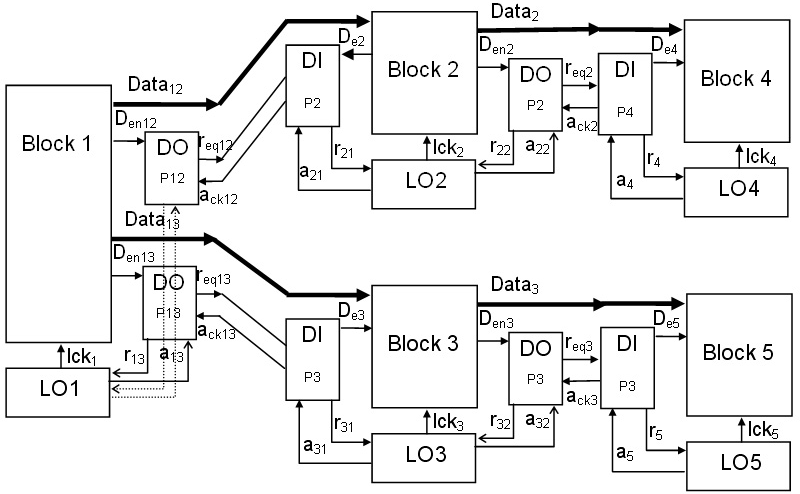 Data2
De2
Block 2
Den2
DI
P2
DO
P2
req2
ack2
DI
P4
De4
Block 4
Data12
Block 1
Den12
DO
P12
req12
ack12
r21
a21
lck2
LO2
r22
a22
r4
a4
lck4
LO4
Data13
Den13
DO
P13
req13
ack13
r13
a13
lck1
LO1
Data3
De3
Block 3
Den3
DI
P3
DO
P3
req3
ack3
DI
P3
De5
Block 5
r31
a31
lck3
LO3
r32
a32
r5
a5
lck5
LO5